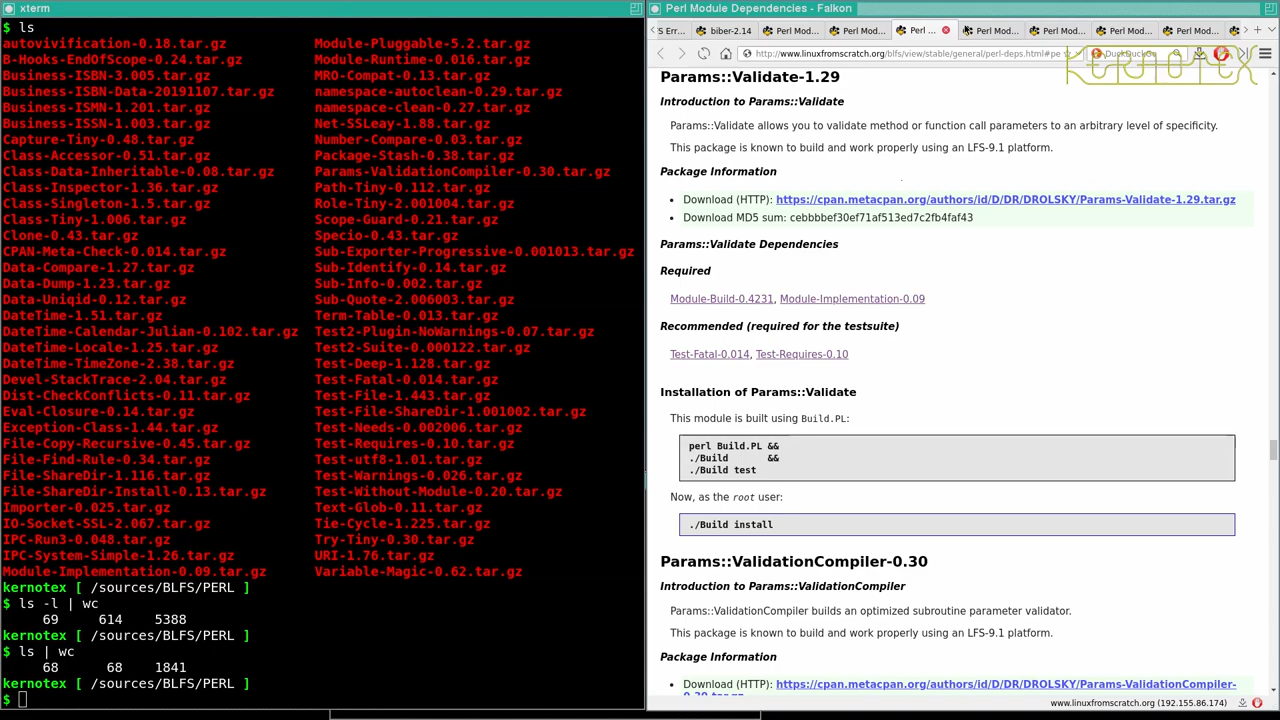 xterm
$ ls
autovivification-0.18.tar.gz Module-Pluggable-5.2.tar.gz
B-Hooks-EndOfScope-0.24.tar.gz Module-Runtime-0.016.tar.gz
Business-ISBN-3.005.tar.gz MRO-Compat-0.13.tar.gz
Business-ISBN-Data-20191107.tar.gz namespace-autoclean-0.29.tar.gz
Business-ISMN-1.201.tar.gz namespace-clean-0.27.tar.gz
Business-ISSN-1.003.tar.gz Net-SSLeay-1.88.tar.gz
Capture-Tiny-0.48.tar.gz Number-Compare-0.03.tar.gz
Class-Accessor-0.51.tar.gz Package-Stash-0.38.tar.gz
Class-Data-Inheritable-0.08.tar.gz Params-ValidationCompiler-0.30.tar.gz
Class-Inspector-1.36.tar.gz Path-Tiny-0.112.tar.gz
Class-Singleton-1.5.tar.gz Role-Tiny-2.001004.tar.gz
Class-Tiny-1.006.tar.gz Scope-Guard-0.21.tar.gz
Clone-0.43.tar.gz Specio-0.43.tar.gz
CPAN-Meta-Check-0.014.tar.gz Sub-Exporter-Progressive-0.001013.tar.gz
Data-Compare-1.27.tar.gz Sub-Identify-0.14.tar.gz
Data-Dump-1.23.tar.gz Sub-Info-0.002.tar.gz
Data-Uniqid-0.12.tar.gz Sub-Quote-2.006003.tar.gz
DateTime-1.51.tar.gz Term-Table-0.013.tar.gz
DateTime-Calendar-Julian-0.102.tar.gz Test2-Plugin-NoWarnings-0.07.tar.gz
DateTime-Locale-1.25.tar.gz Test2-Suite-0.000122.tar.gz
DateTime-TimeZone-2.38.tar.gz Test-Deep-1.128.tar.gz
Devel-StackTrace-2.04.tar.gz Test-Fatal-0.014.tar.gz
Dist-CheckConflicts-0.11.tar.gz Test-File-1.443.tar.gz
Eval-Closure-0.14.tar.gz Test-File-ShareDir-1.001002.tar.gz
Exception-Class-1.44.tar.gz Test-Needs-0.002006.tar.gz
File-Copy-Recursive-0.45.tar.gz Test-Requires-0.10.tar.gz
File-Find-Rule-0.34.tar.gz Test-utf8-1.01.tar.gz
File-ShareDir-1.116.tar.gz Test-Warnings-0.026.tar.gz
File-ShareDir-Install-0.13.tar.gz Test-Without-Module-0.20.tar.gz
Importer-0.025.tar.gz Text-Glob-0.11.tar.gz
IO-Socket-SSL-2.067.tar.gz Tie-Cycle-1.225.tar.gz
IPC-Run3-0.048.tar.gz Try-Tiny-0.30.tar.gz
IPC-System-Simple-1.26.tar.gz URI-1.76.tar.gz
Module-Implementation-0.09.tar.gz Variable-Magic-0.62.tar.gz
kernotex [ /sources/BLFS/PERL ]
$ ls -l | wc
69 614 5388
kernotex [ /sources/BLFS/PERL ]
$ ls | wc
68 68 1841
kernotex [ /sources/BLFS/PERL ]
$
Perl Module Dependencies - Falkon
S Err... biber-2.14 Perl Mod... Perl Mod... Perl ... Perl Mod... Perl Mod... Perl Mod... Perl Mod...
http://www.linuxfromscratch.org/blfs/view/stable/general/perl-deps.html#pe DuckDuckGo
KERNOTEX
Params::Validate-1.29
Introduction to Params::Validate
Params::Validate allows you to validate method or function call parameters to an arbitrary level of specificity.
This package is known to build and work properly using an LFS-9.1 platform.
Package Information
• Download (HTTP): https://cpan.metacpan.org/authors/id/D/DR/DROLSKY/Params-Validate-1.29.tar.gz
• Download MD5 sum: cebbbbef30ef71af513ed7c2fb4faf43
Params::Validate Dependencies
Required
Module-Build-0.4231, Module-Implementation-0.09
Recommended (required for the testsuite)
Test-Fatal-0.014, Test-Requires-0.10
Installation of Params::Validate
This module is built using Build.PL:
perl Build.PL &&
./Build &&
./Build test
Now, as the root user:
./Build install
Params::ValidationCompiler-0.30
Introduction to Params::ValidationCompiler
Params::ValidationCompiler builds an optimized subroutine parameter validator.
This package is known to build and work properly using an LFS-9.1 platform.
Package Information
• Download (HTTP): https://cpan.metacpan.org/authors/id/D/DR/DROLSKY/Params-ValidationCompiler-
0.30.tar.gz
www.linuxfromscratch.org (192.155.86.174)